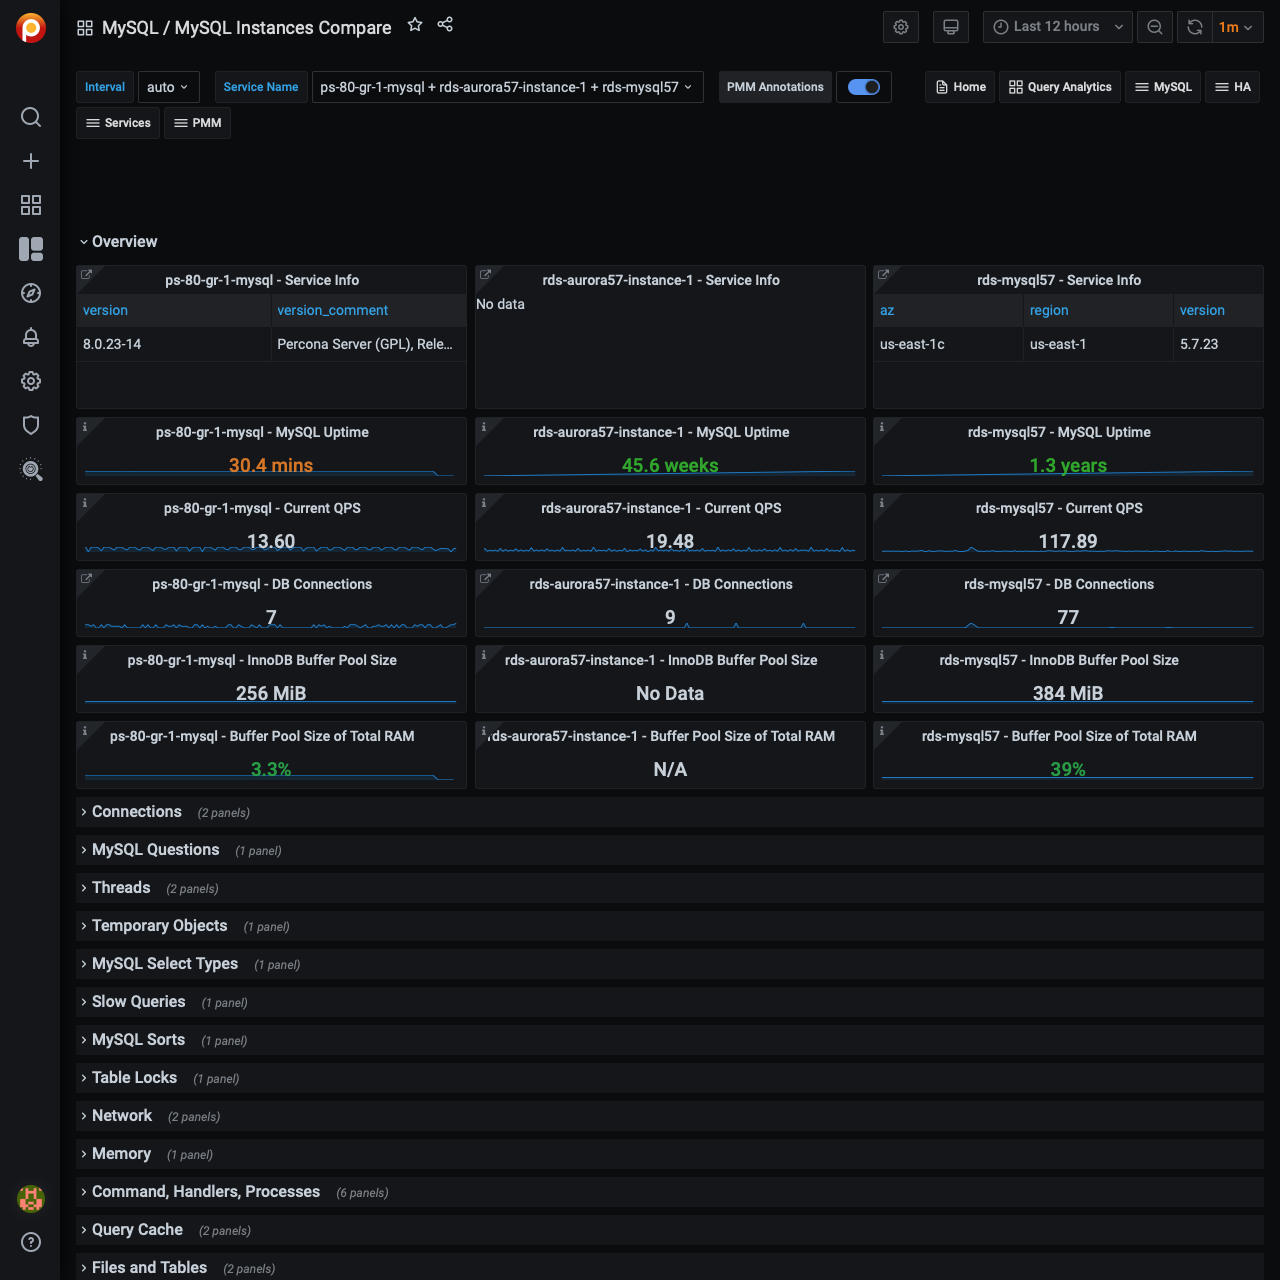 MySQL / MySQL Instances Compare
Last 12 hours
1m
Interval
auto
Service Name
ps-80-gr-1-mysql + rds-aurora57-instance-1 + rds-mysql57
PMM Annotations
Home
Query Analytics
MySQL
HA
Services
PMM
Overview
ps-80-gr-1-mysql - Service Info
version
version_comment
8.0.23-14
Percona Server (GPL), Rele...
rds-aurora57-instance-1 - Service Info
No data
rds-mysql57 - Service Info
az
region
version
us-east-1c
us-east-1
5.7.23
ps-80-gr-1-mysql - MySQL Uptime
30.4 mins
rds-aurora57-instance-1 - MySQL Uptime
45.6 weeks
rds-mysql57 - MySQL Uptime
1.3 years
ps-80-gr-1-mysql - Current QPS
13.60
rds-aurora57-instance-1 - Current QPS
19.48
rds-mysql57 - Current QPS
117.89
ps-80-gr-1-mysql - DB Connections
7
rds-aurora57-instance-1 - DB Connections
9
rds-mysql57 - DB Connections
77
ps-80-gr-1-mysql - InnoDB Buffer Pool Size
256 MiB
rds-aurora57-instance-1 - InnoDB Buffer Pool Size
No Data
rds-mysql57 - InnoDB Buffer Pool Size
384 MiB
ps-80-gr-1-mysql - Buffer Pool Size of Total RAM
3.3%
rds-aurora57-instance-1 - Buffer Pool Size of Total RAM
N/A
rds-mysql57 - Buffer Pool Size of Total RAM
39%
Connections (2 panels)
MySQL Questions (1 panel)
Threads (2 panels)
Temporary Objects (1 panel)
MySQL Select Types (1 panel)
Slow Queries (1 panel)
MySQL Sorts (1 panel)
Table Locks (1 panel)
Network (2 panels)
Memory (1 panel)
Command, Handlers, Processes (6 panels)
Query Cache (2 panels)
Files and Tables (2 panels)